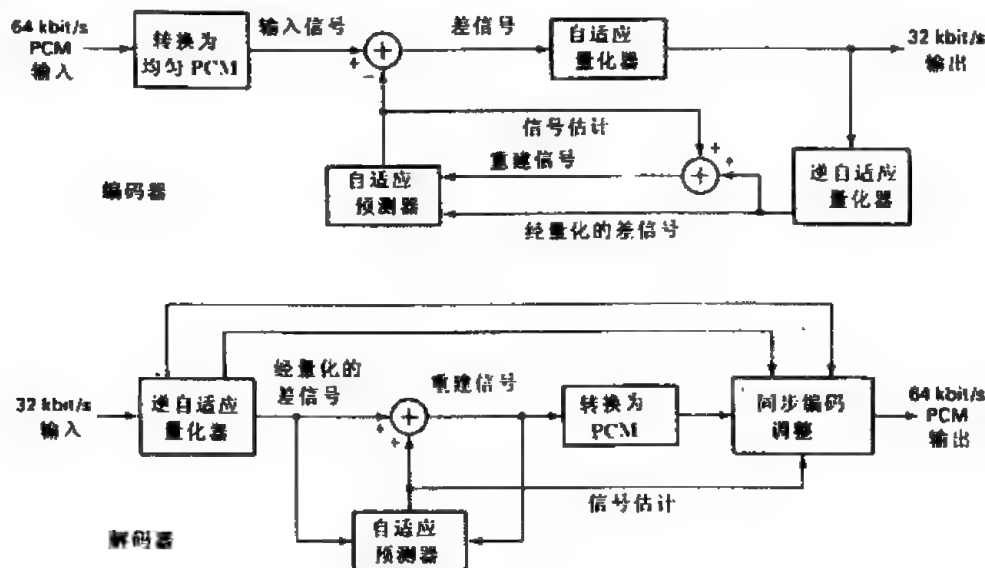 64 kbit/s
PCM
输入
转换为
均匀 PCM
输入信号
+
−
+
差信号
自适应
量化器
32 kbit/s
输出
信号估计
重建信号
+
+
+
自适应
预测器
逆自适应
量化器
经量化的差信号
编码器
32 kbit/s
输入
逆自适应
量化器
经量化的
差信号
重建信号
+
+
+
转换为
PCM
同步编码
调整
64 kbit/s
PCM
输出
信号估计
自适应
预测器
解码器